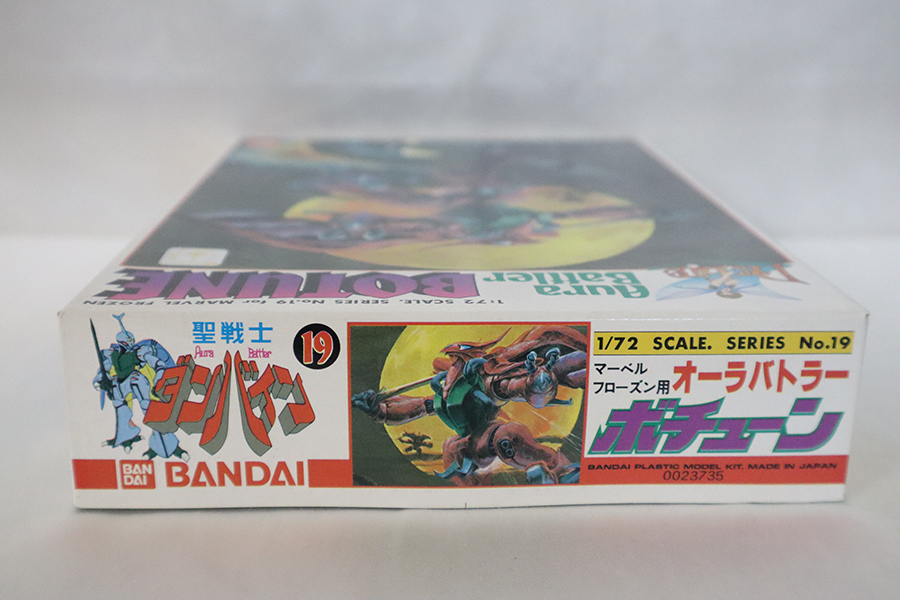 Aura
Battler
BOTUNE
1/72 SCALE. SERIES No.19 for MARVEL FROZEN
聖戦士
Aura Battler
ダンバイン
19
BAN
DAI
BANDAI
1/72 SCALE. SERIES No.19
マーベル
フローズン用
オーラバトラー
ボチューン
BANDAI PLASTIC MODEL KIT. MADE IN JAPAN
0023735